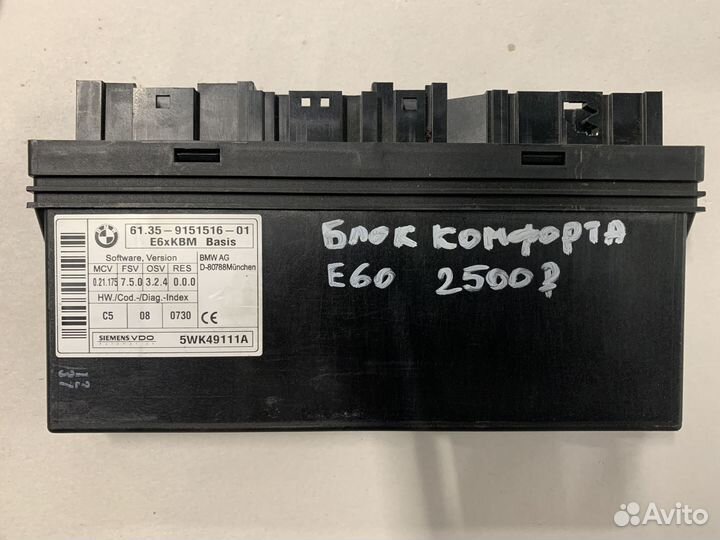 61.35-9151516-01
E6xKBM Basis
Software, Version
MCV FSV OSV RES
0.21.175 7.5.0 3.2.4 0.0.0
HW./Cod.-/Diag.-Index
C5 08 0730
BMW AG
D-80788München
CE
SIEMENS VDO
5WK49111A
Блок комфорта
E60 2500₽
BMW
Avito